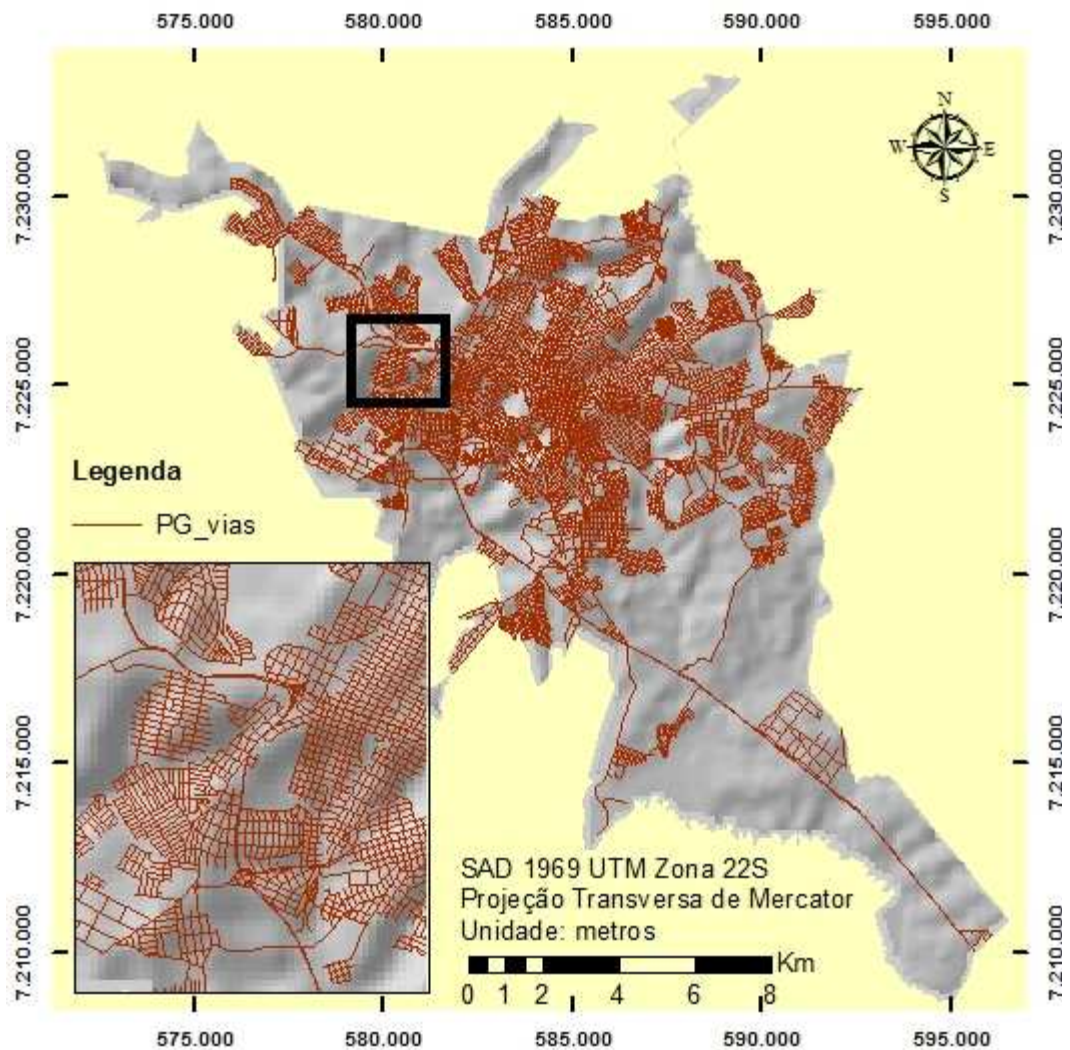 575.000 580.000 585.000 590.000 595.000
N
W E
S
7.230.000 7.230.000
7.225.000 7.225.000
Legenda
PG_vias
7.220.000 7.220.000
7.215.000 7.215.000
SAD 1969 UTM Zona 22S
Projeção Transversa de Mercator
Unidade: metros
Km
0 1 2 4 6 8
7.210.000 7.210.000
575.000 580.000 585.000 590.000 595.000